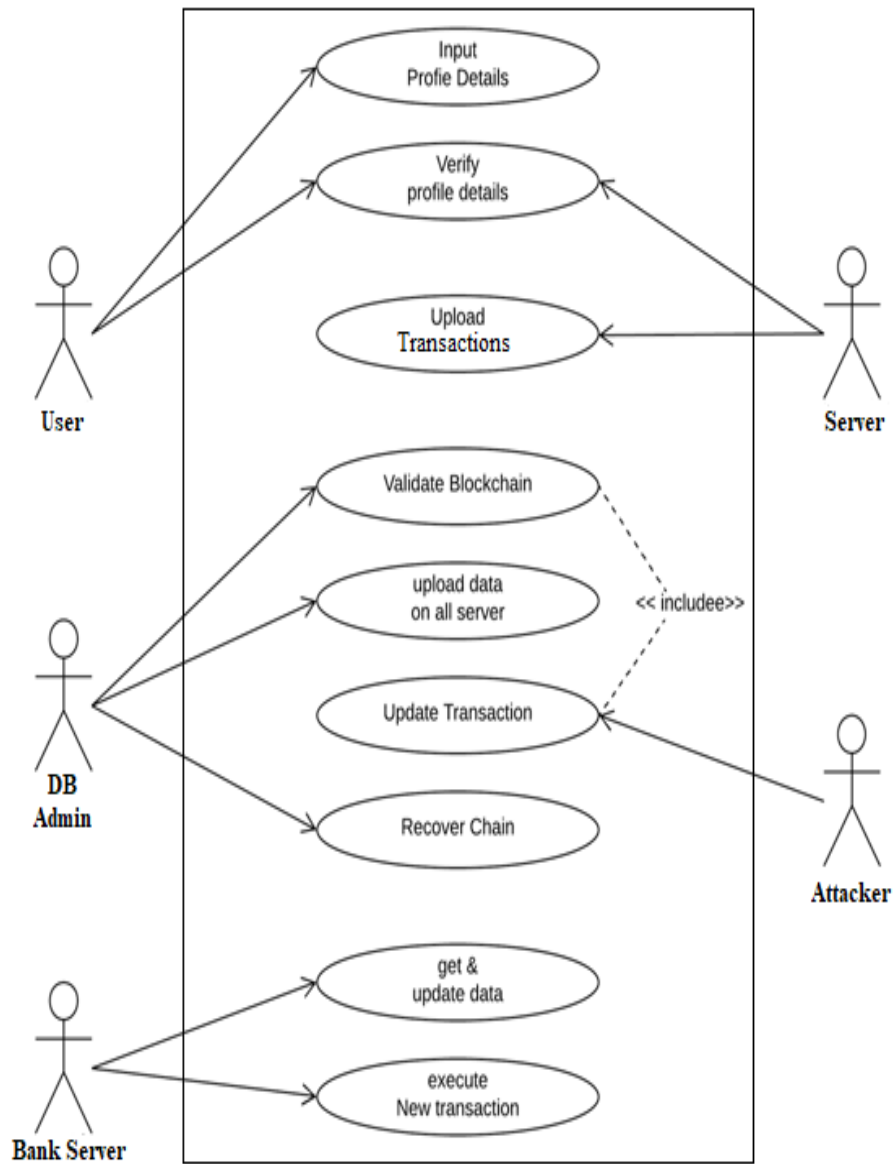 Input
Profie Details
Verify
profile details
Upload
Transactions
User
Server
Validate Blockchain
upload data
on all server
<< includee>>
Update Transaction
DB
Admin
Recover Chain
Attacker
get &
update data
execute
New transaction
Bank Server